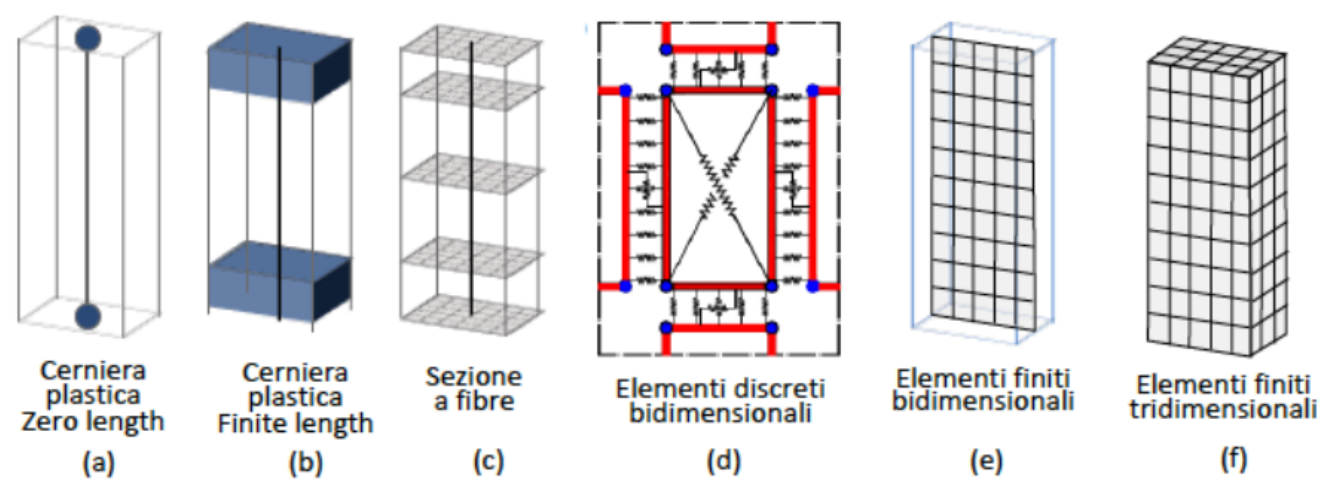 Cerniera
plastica
Zero length
(a)
Cerniera
plastica
Finite length
(b)
Sezione
a fibre
(c)
Elementi discreti
bidimensionali
(d)
Elementi finiti
bidimensionali
(e)
Elementi finiti
tridimensionali
(f)